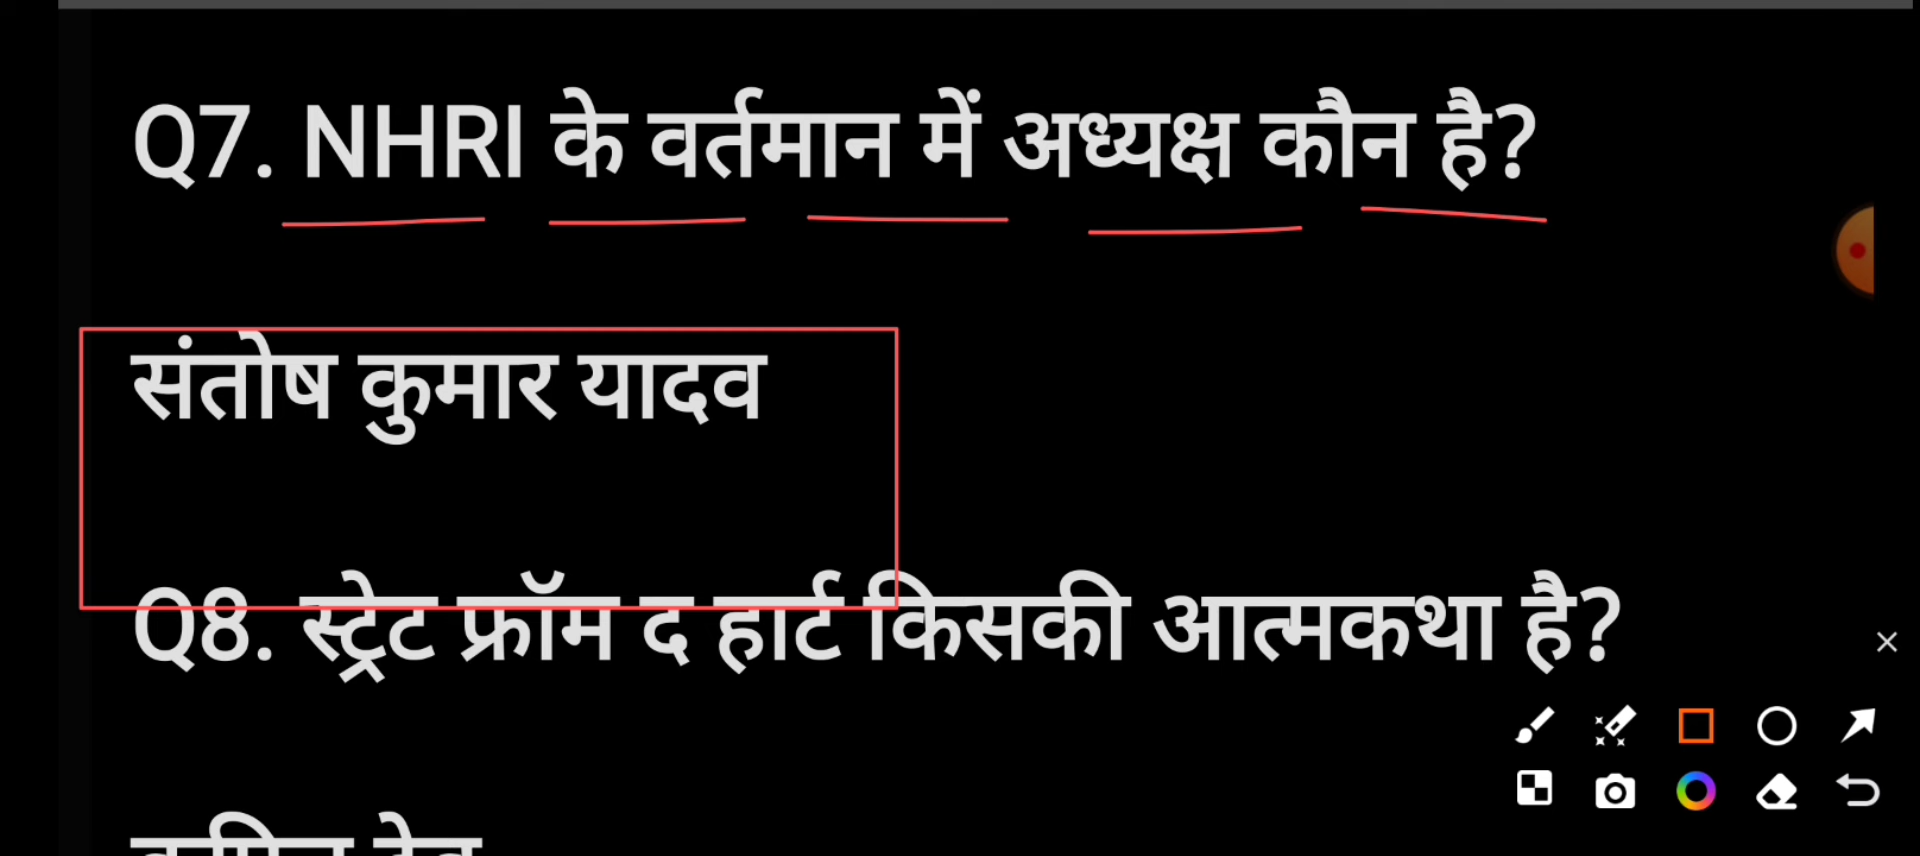 Q7. NHRI के वर्तमान में अध्यक्ष कौन है?
संतोष कुमार यादव
Q8. स्ट्रेट फ्रॉम द हार्ट किसकी आत्मकथा है?